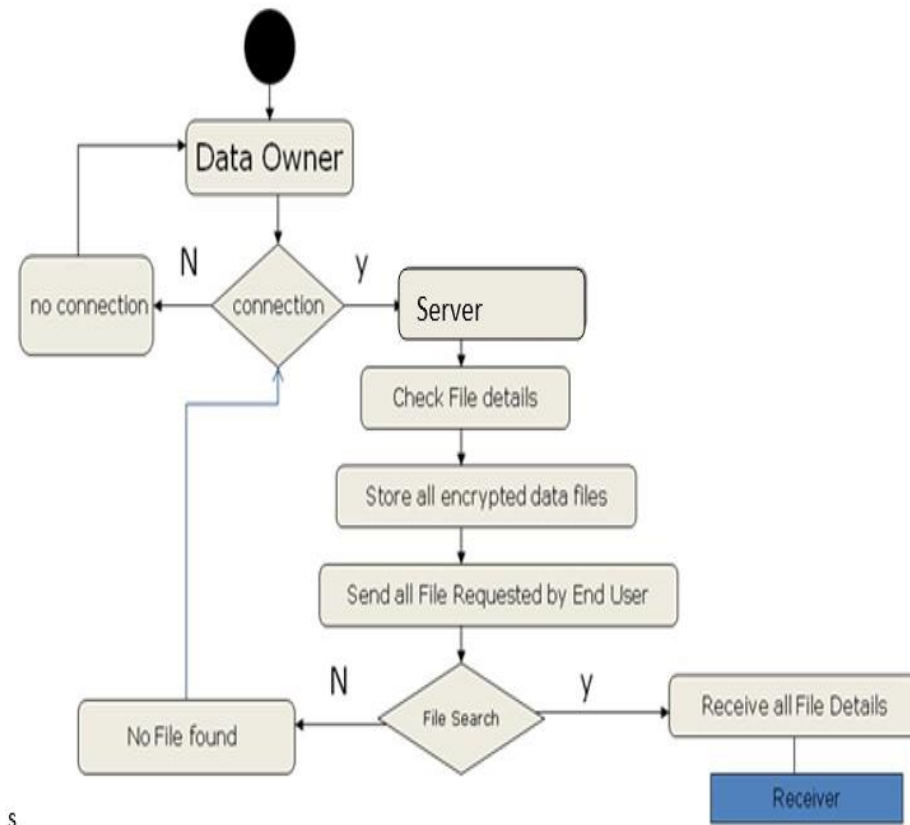 Data Owner
N
y
no connection
connection
Server
Check File details
Store all encrypted data files
Send all File Requested by End User
N
y
File Search
Receive all File Details
No File found
Receiver
s